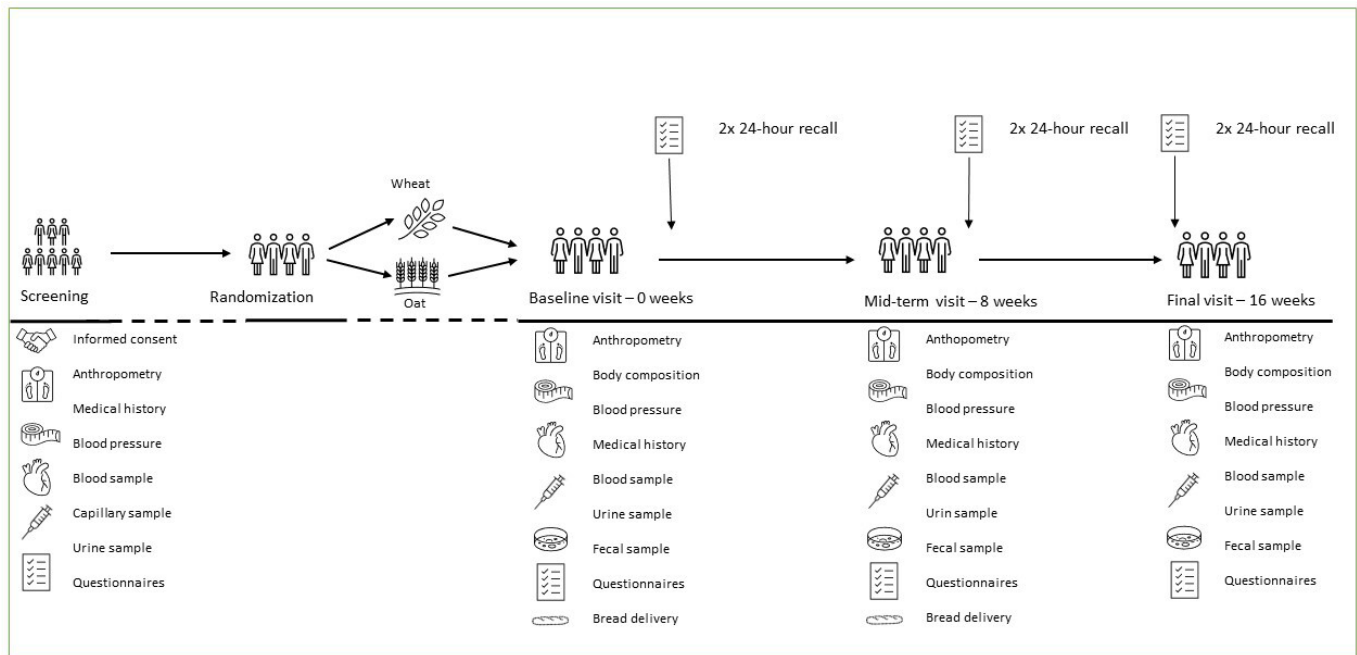 2x 24-hour recall
2x 24-hour recall
2x 24-hour recall
Wheat
Oat
Screening
Randomization
Baseline visit – 0 weeks
Mid-term visit – 8 weeks
Final visit – 16 weeks
Informed consent
Anthropometry
Medical history
Blood pressure
Blood sample
Capillary sample
Urine sample
Questionnaires
Anthropometry
Body composition
Blood pressure
Medical history
Blood sample
Urine sample
Fecal sample
Questionnaires
Bread delivery
Anthopometry
Body composition
Blood pressure
Medical history
Blood sample
Urin sample
Fecal sample
Questionnaires
Bread delivery
Anthropometry
Body composition
Blood pressure
Medical history
Blood sample
Urine sample
Fecal sample
Questionnaires